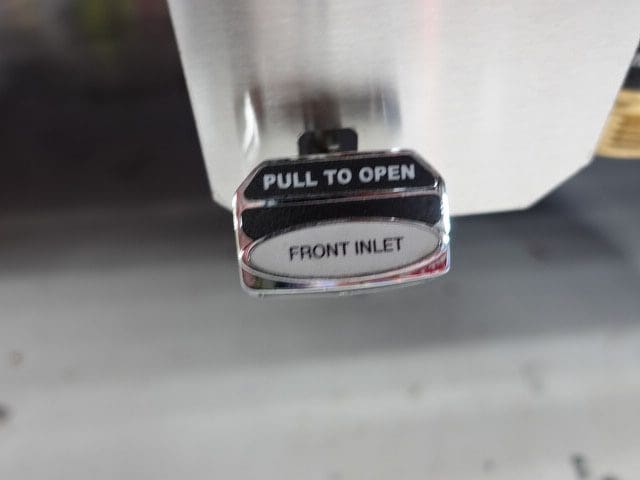 PULL TO OPEN
FRONT INLET